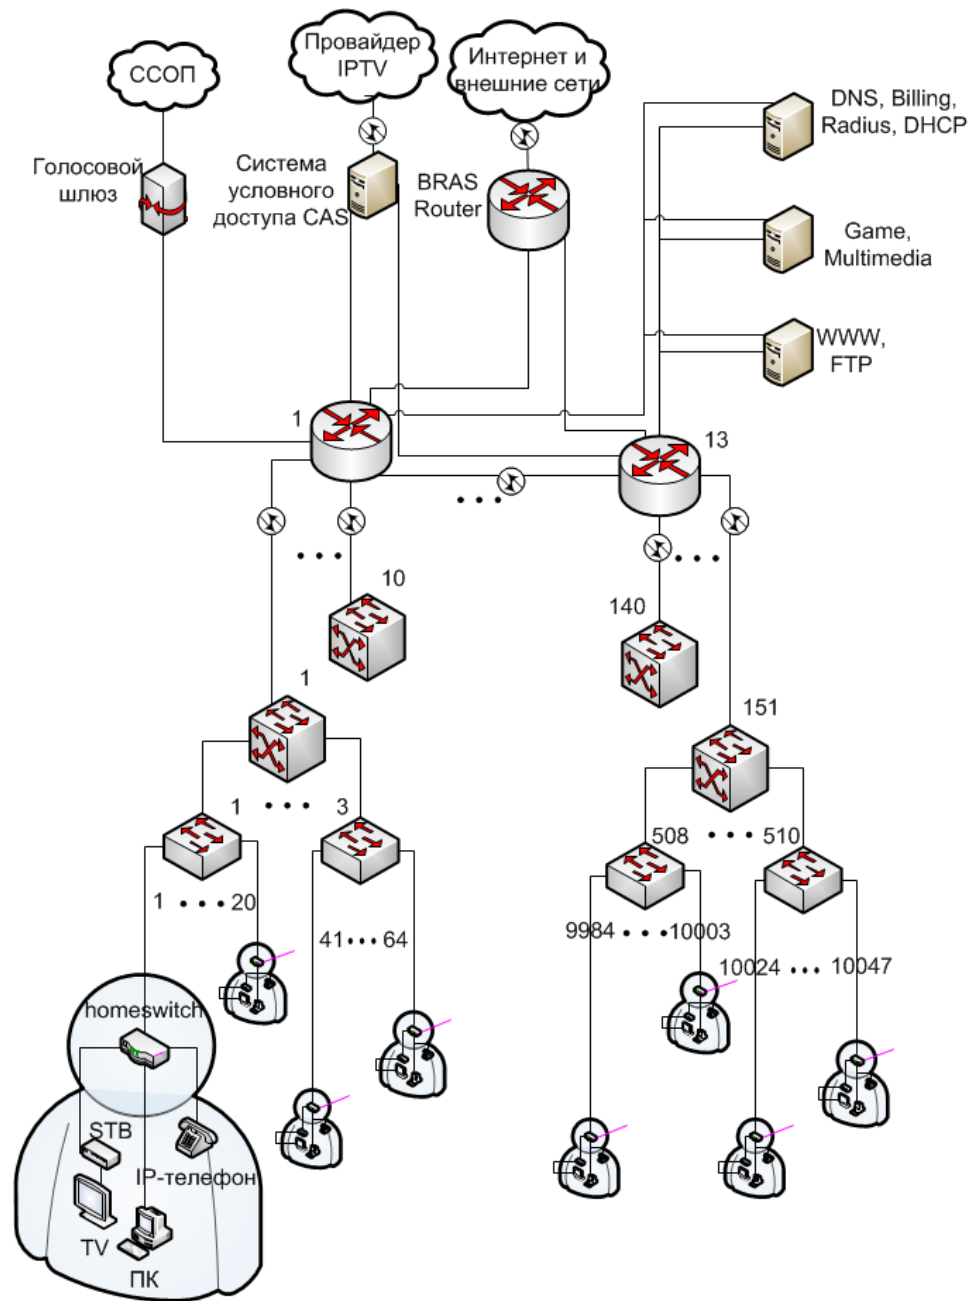 ССОП
Провайдер
IPTV
Интернет и
внешние сети
DNS, Billing,
Radius, DHCP
Голосовой
шлюз
Система
условного
доступа CAS
BRAS
Router
Game,
Multimedia
WWW,
FTP
1
13
10
140
1
151
1
3
508
510
1
20
41
64
9984
10003
10024
10047
homeswitch
STB
IP-телефон
TV
ПК